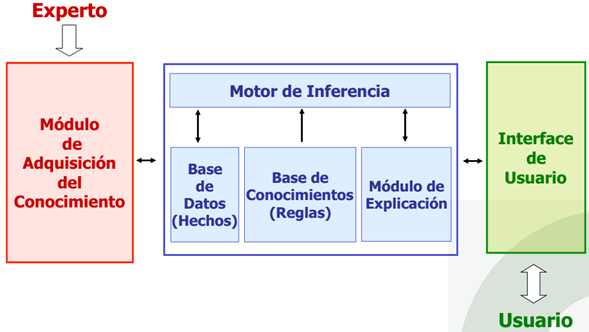 Experto
Módulo
de
Adquisición
del
Conocimiento
Motor de Inferencia
Base
de
Datos
(Hechos)
Base de
Conocimientos
(Reglas)
Módulo de
Explicación
Interface
de
Usuario
Usuario